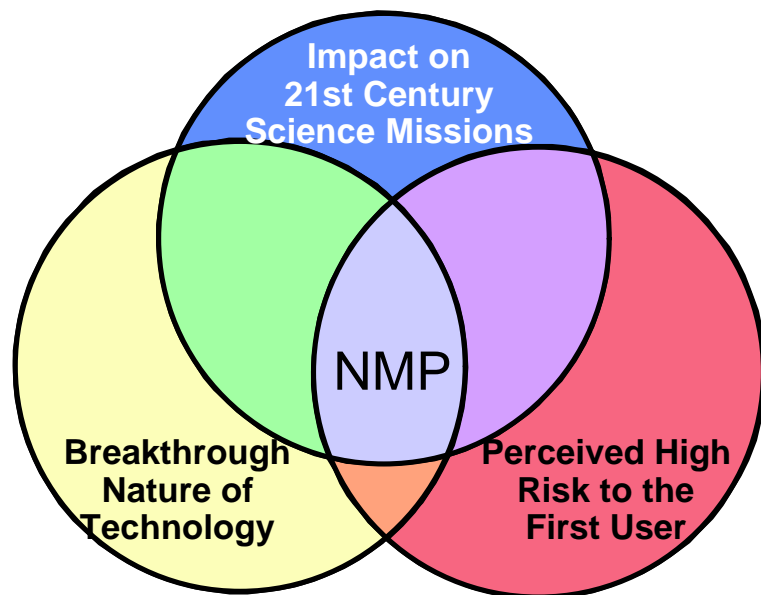 Impact on
21st Century
Science Missions
NMP
Breakthrough
Nature of
Technology
Perceived High
Risk to the
First User